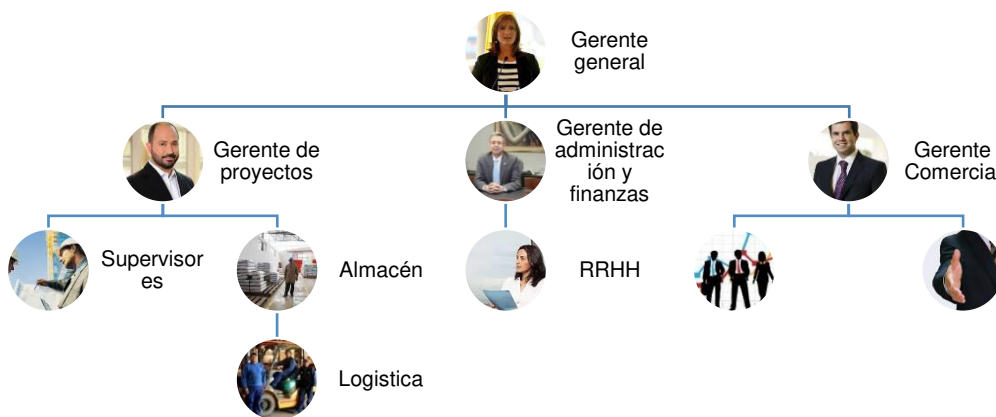 Gerente
general
Gerente de
proyectos
Gerente de
administrac
ión y
finanzas
Gerente
Comercia
Supervisor
es
Almacén
RRHH
Logistica